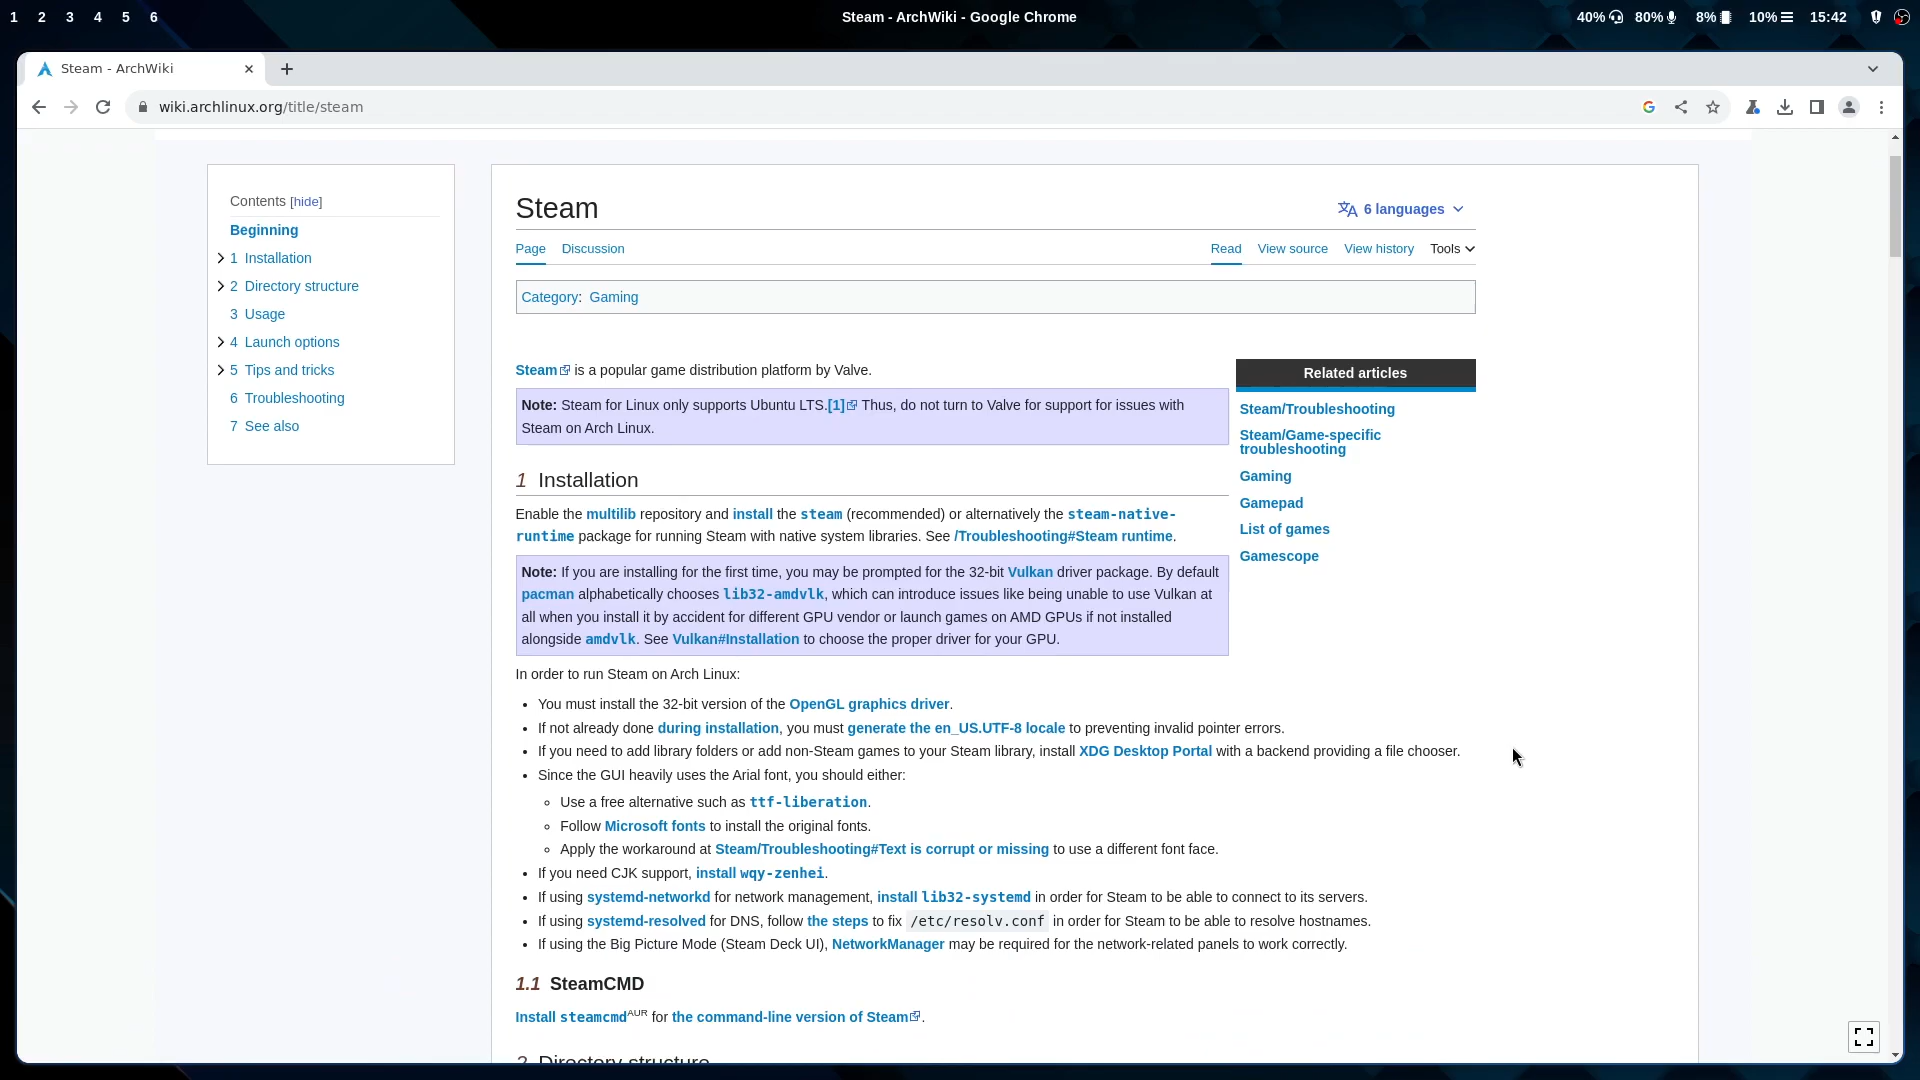 1 2 3 4 5 6 Steam - ArchWiki - Google Chrome 40% 80% 8% 10% 15:42
Steam - ArchWiki
wiki.archlinux.org/title/steam
Contents [hide]
Beginning
1 Installation
2 Directory structure
3 Usage
4 Launch options
5 Tips and tricks
6 Troubleshooting
7 See also
Steam 6 languages
Page Discussion Read View source View history Tools
Category: Gaming
Steam is a popular game distribution platform by Valve.
Note: Steam for Linux only supports Ubuntu LTS.[1] Thus, do not turn to Valve for support for issues with
Steam on Arch Linux.
Related articles
Steam/Troubleshooting
Steam/Game-specific
troubleshooting
Gaming
Gamepad
List of games
Gamescope
1 Installation
Enable the multilib repository and install the steam (recommended) or alternatively the steam-native-
runtime package for running Steam with native system libraries. See /Troubleshooting#Steam runtime.
Note: If you are installing for the first time, you may be prompted for the 32-bit Vulkan driver package. By default
pacman alphabetically chooses lib32-amdvlk, which can introduce issues like being unable to use Vulkan at
all when you install it by accident for different GPU vendor or launch games on AMD GPUs if not installed
alongside amdvlk. See Vulkan#Installation to choose the proper driver for your GPU.
In order to run Steam on Arch Linux:
• You must install the 32-bit version of the OpenGL graphics driver.
• If not already done during installation, you must generate the en_US.UTF-8 locale to preventing invalid pointer errors.
• If you need to add library folders or add non-Steam games to your Steam library, install XDG Desktop Portal with a backend providing a file chooser.
• Since the GUI heavily uses the Arial font, you should either:
◦ Use a free alternative such as ttf-liberation.
◦ Follow Microsoft fonts to install the original fonts.
◦ Apply the workaround at Steam/Troubleshooting#Text is corrupt or missing to use a different font face.
• If you need CJK support, install wqy-zenhei.
• If using systemd-networkd for network management, install lib32-systemd in order for Steam to be able to connect to its servers.
• If using systemd-resolved for DNS, follow the steps to fix /etc/resolv.conf in order for Steam to be able to resolve hostnames.
• If using the Big Picture Mode (Steam Deck UI), NetworkManager may be required for the network-related panels to work correctly.
1.1 SteamCMD
Install steamcmdAUR for the command-line version of Steam.
2 Directory structure